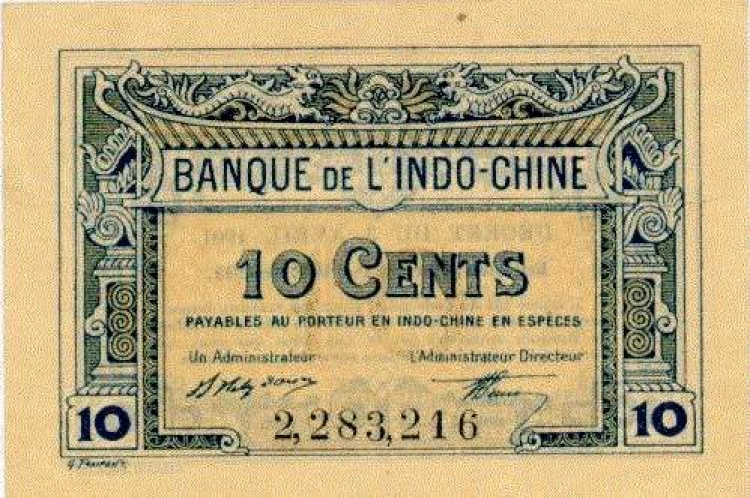 BANQUE DE L'INDO-CHINE
10 CENTS
PAYABLES AU PORTEUR EN INDO-CHINE EN ESPÈCES
Un Administrateur L'Administrateur Directeur
10 2,283,216 10